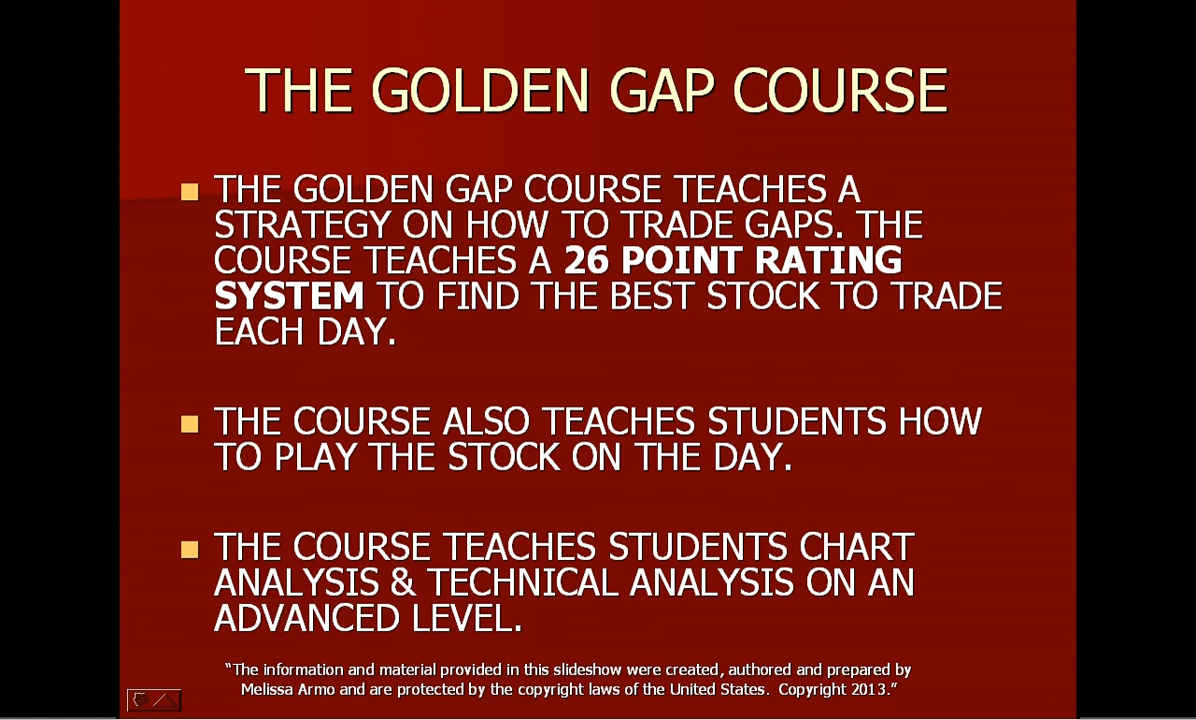 THE GOLDEN GAP COURSE
THE GOLDEN GAP COURSE TEACHES A
STRATEGY ON HOW TO TRADE GAPS. THE
COURSE TEACHES A 26 POINT RATING
SYSTEM TO FIND THE BEST STOCK TO TRADE
EACH DAY.
THE COURSE ALSO TEACHES STUDENTS HOW
TO PLAY THE STOCK ON THE DAY.
THE COURSE TEACHES STUDENTS CHART
ANALYSIS & TECHNICAL ANALYSIS ON AN
ADVANCED LEVEL.
“The information and material provided in this slideshow were created, authored and prepared by
Melissa Armo and are protected by the copyright laws of the United States.  Copyright 2013.”